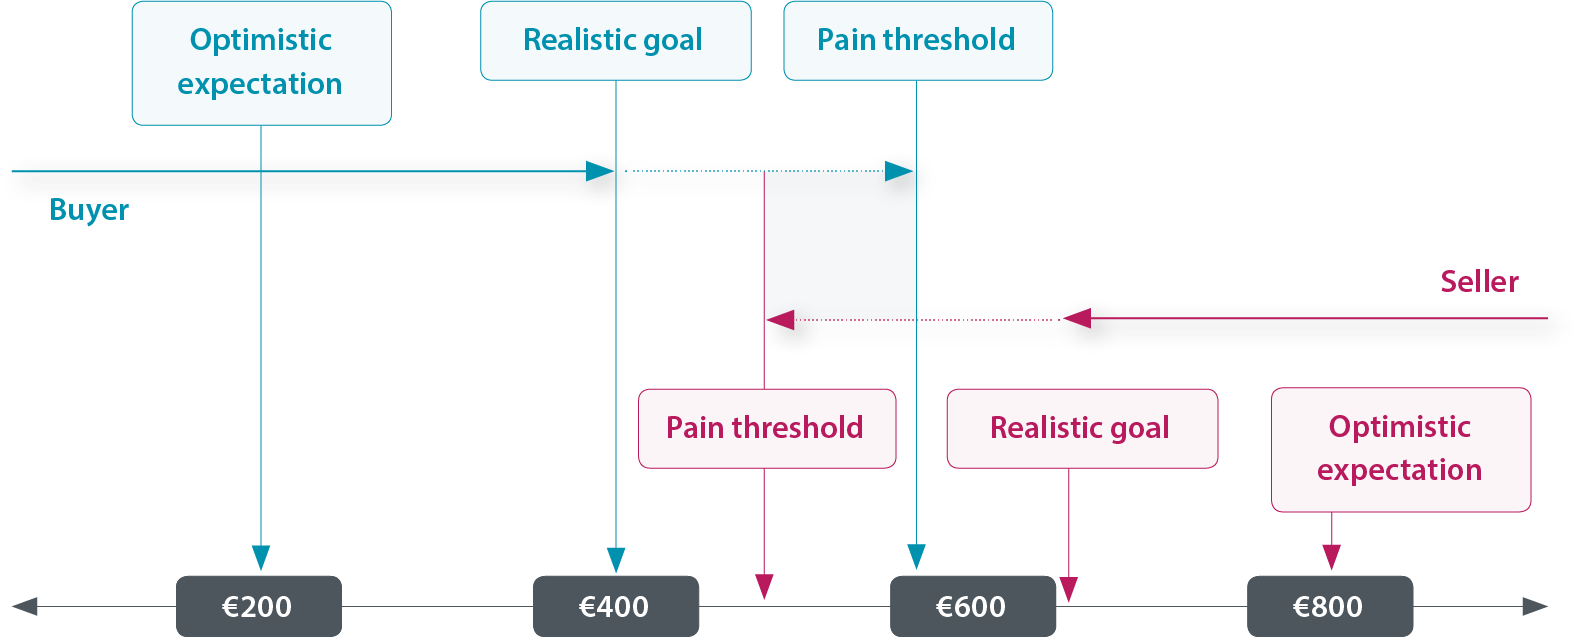 Optimistic
expectation
Realistic goal
Pain threshold
Buyer
Seller
Pain threshold
Realistic goal
Optimistic
expectation
€200
€400
€600
€800